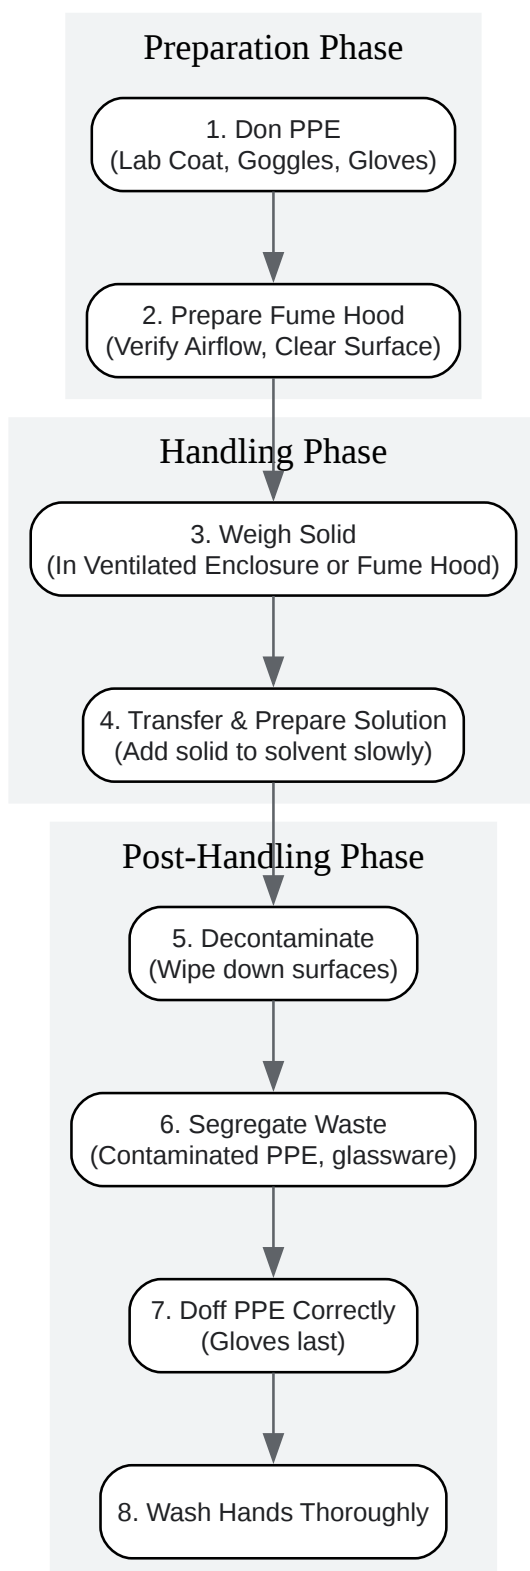 Preparation Phase
1. Don PPE
(Lab Coat, Goggles, Gloves)
2. Prepare Fume Hood
(Verify Airflow, Clear Surface)
Handling Phase
3. Weigh Solid
(In Ventilated Enclosure or Fume Hood)
4. Transfer & Prepare Solution
(Add solid to solvent slowly)
Post-Handling Phase
5. Decontaminate
(Wipe down surfaces)
6. Segregate Waste
(Contaminated PPE, glassware)
7. Doff PPE Correctly
(Gloves last)
8. Wash Hands Thoroughly